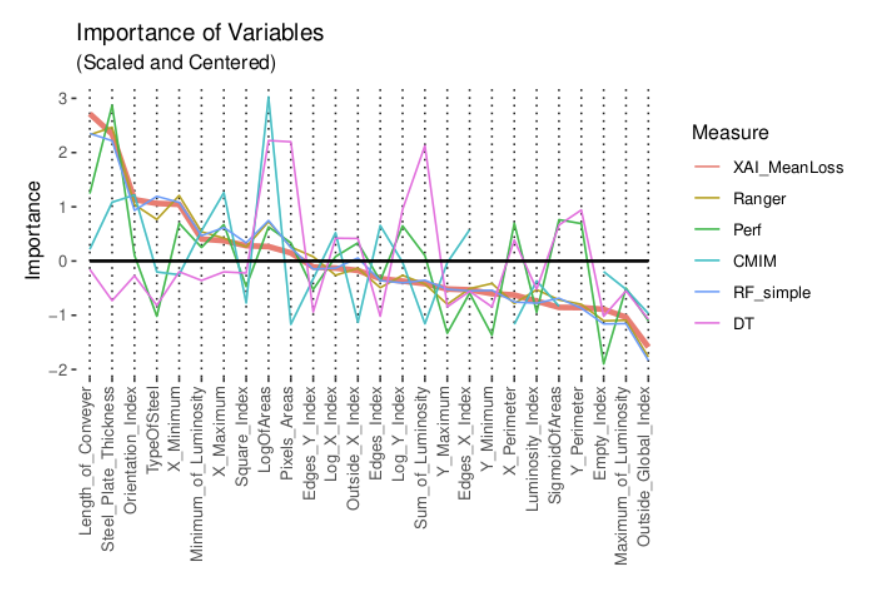 Importance of Variables
(Scaled and Centered)
3
2
1
0
−1
−2
Importance
Length_of_Conveyer
Steel_Plate_Thickness
Orientation_Index
TypeOfSteel
X_Minimum
Minimum_of_Luminosity
X_Maximum
Square_Index
LogOfAreas
Pixels_Areas
Edges_Y_Index
Log_X_Index
Outside_X_Index
Edges_Index
Log_Y_Index
Sum_of_Luminosity
Y_Maximum
Edges_X_Index
Y_Minimum
X_Perimeter
Luminosity_Index
SigmoidOfAreas
Y_Perimeter
Empty_Index
Maximum_of_Luminosity
Outside_Global_Index
Measure
XAI_MeanLoss
Ranger
Perf
CMIM
RF_simple
DT